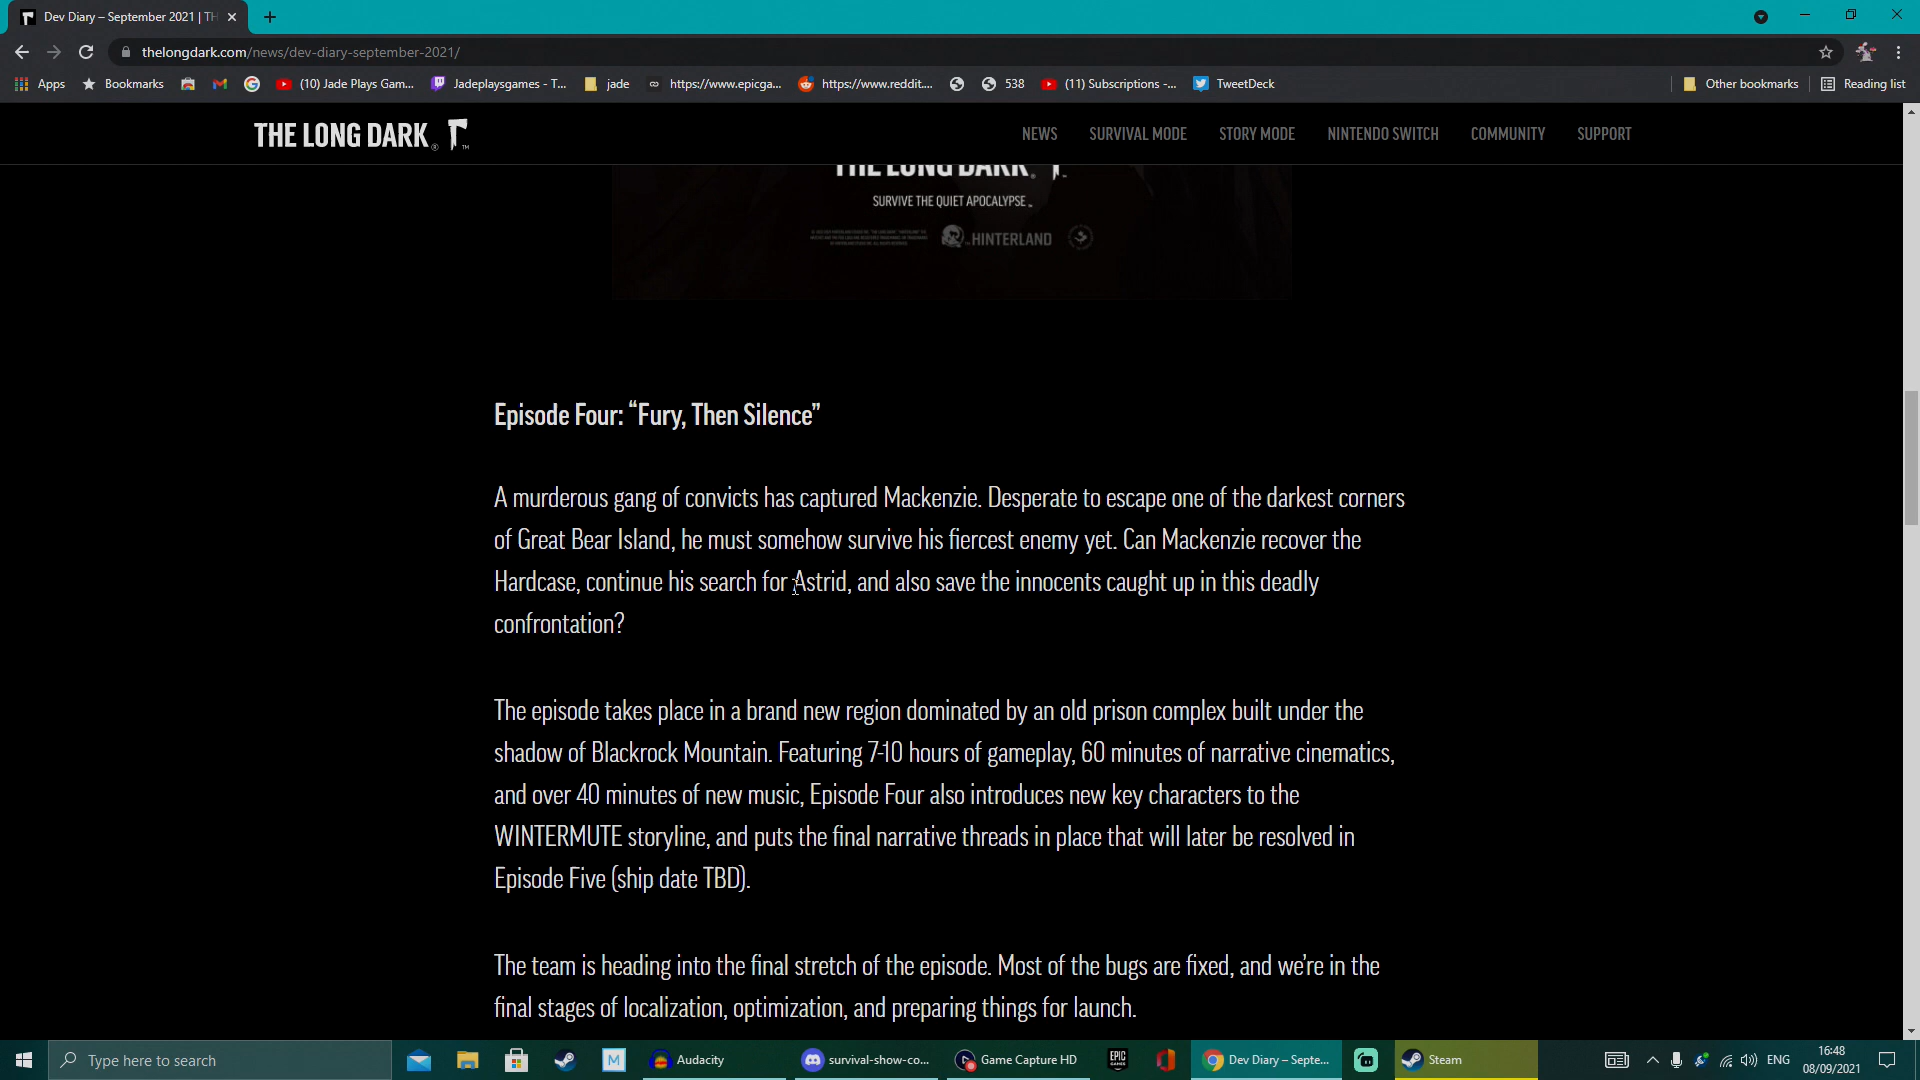 Dev Diary – September 2021 | TH
thelongdark.com/news/dev-diary-september-2021/
Apps
Bookmarks
(10) Jade Plays Gam...
Jadeplaysgames - T...
jade
https://www.epicga...
https://www.reddit....
538
(11) Subscriptions -...
TweetDeck
Other bookmarks
Reading list
THE LONG DARK
NEWS
SURVIVAL MODE
STORY MODE
NINTENDO SWITCH
COMMUNITY
SUPPORT
THE LONG DARK
SURVIVE THE QUIET APOCALYPSE
HINTERLAND
Episode Four: “Fury, Then Silence”
A murderous gang of convicts has captured Mackenzie. Desperate to escape one of the darkest corners
of Great Bear Island, he must somehow survive his fiercest enemy yet. Can Mackenzie recover the
Hardcase, continue his search for Astrid, and also save the innocents caught up in this deadly
confrontation?
The episode takes place in a brand new region dominated by an old prison complex built under the
shadow of Blackrock Mountain. Featuring 7-10 hours of gameplay, 60 minutes of narrative cinematics,
and over 40 minutes of new music, Episode Four also introduces new key characters to the
WINTERMUTE storyline, and puts the final narrative threads in place that will later be resolved in
Episode Five (ship date TBD).
The team is heading into the final stretch of the episode. Most of the bugs are fixed, and we’re in the
final stages of localization, optimization, and preparing things for launch.
Type here to search
M
Audacity
survival-show-co...
Game Capture HD
EPIC GAMES
Dev Diary – Septe...
Steam
ENG
16:48
08/09/2021